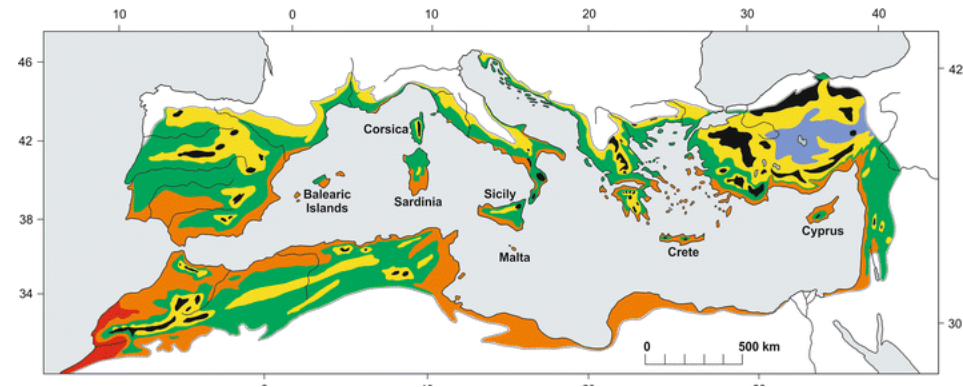 10 0 10 20 30 40
46
42
42
38
34
30
Corsica
Balearic
Islands
Sardinia
Sicily
Malta
Crete
Cyprus
0 500 km